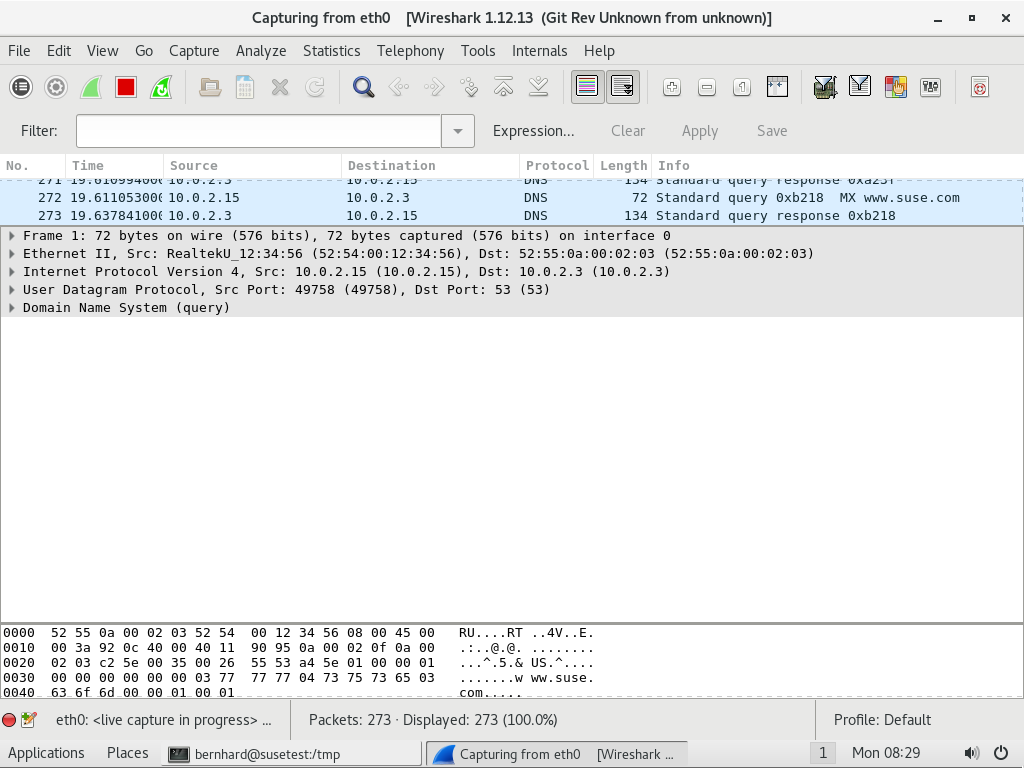 Capturing from eth0    [Wireshark 1.12.13  (Git Rev Unknown from unknown)]
File Edit View Go Capture Analyze Statistics Telephony Tools Internals Help
Filter: Expression... Clear Apply Save
No. Time Source Destination Protocol Length Info
271 19.610994000 10.0.2.3 10.0.2.15 DNS 134 Standard query response 0xa23f
272 19.611053000 10.0.2.15 10.0.2.3 DNS 72 Standard query 0xb218  MX www.suse.com
273 19.637841000 10.0.2.3 10.0.2.15 DNS 134 Standard query response 0xb218
Frame 1: 72 bytes on wire (576 bits), 72 bytes captured (576 bits) on interface 0
Ethernet II, Src: RealtekU_12:34:56 (52:54:00:12:34:56), Dst: 52:55:0a:00:02:03 (52:55:0a:00:02:03)
Internet Protocol Version 4, Src: 10.0.2.15 (10.0.2.15), Dst: 10.0.2.3 (10.0.2.3)
User Datagram Protocol, Src Port: 49758 (49758), Dst Port: 53 (53)
Domain Name System (query)
0000  52 55 0a 00 02 03 52 54  00 12 34 56 08 00 45 00   RU....RT ..4V..E.
0010  00 3a 92 0c 40 00 40 11  90 95 0a 00 02 0f 0a 00   .:..@.@. ........
0020  02 03 c2 5e 00 35 00 26  55 53 a4 5e 01 00 00 01   ...^.5.& US.^....
0030  00 00 00 00 00 00 03 77  77 77 04 73 75 73 65 03   .......w ww.suse.
0040  63 6f 6d 00 00 01 00 01   com.....
eth0: <live capture in progress> ... Packets: 273 · Displayed: 273 (100.0%) Profile: Default
Applications Places bernhard@susetest:/tmp Capturing from eth0    [Wireshark ... 1 Mon 08:29